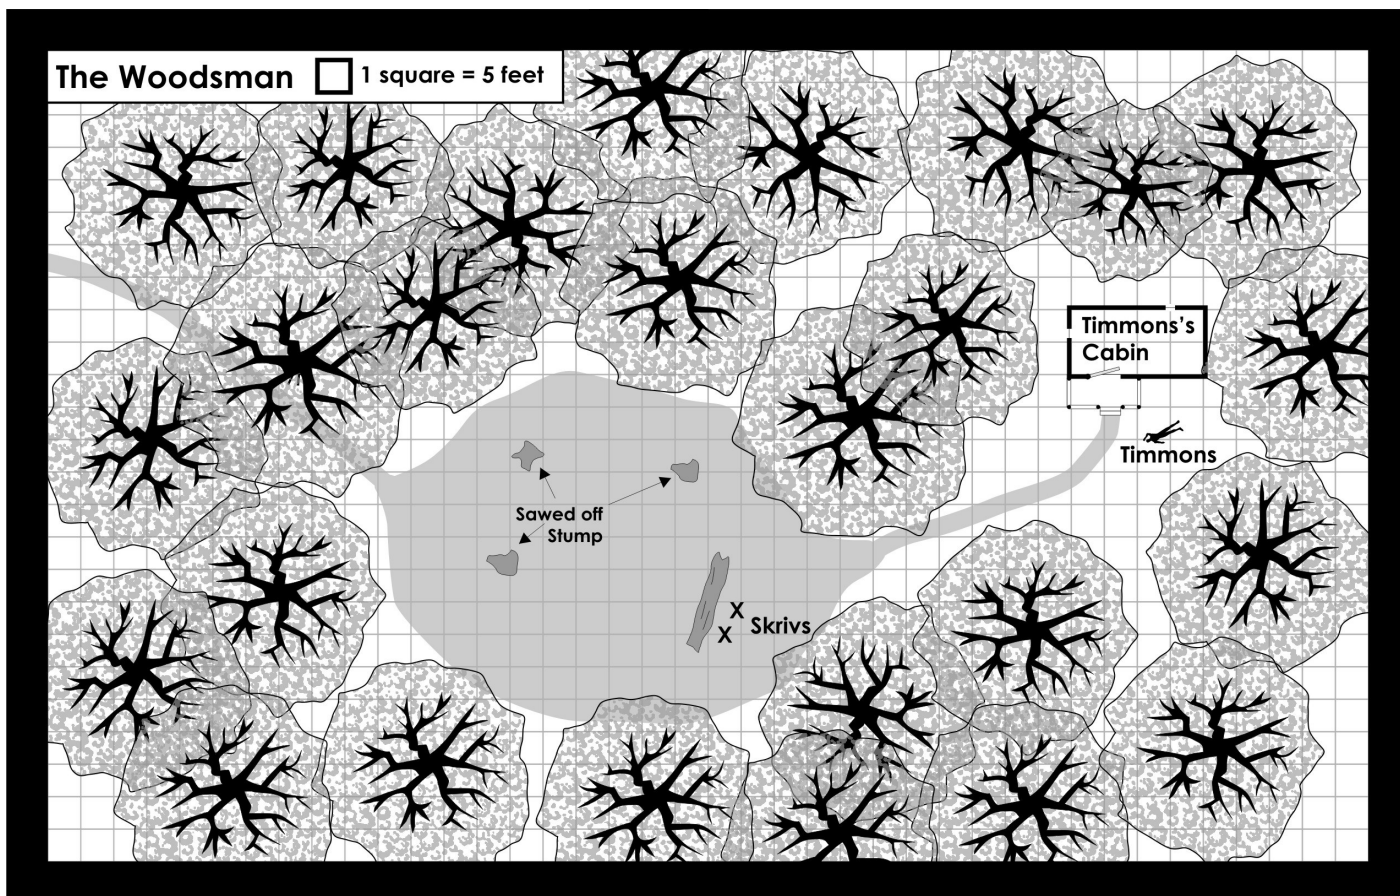 The Woodsman
1 square = 5 feet
Timmons's
Cabin
Timmons
Sawed off
Stump
X
X
Skrivs